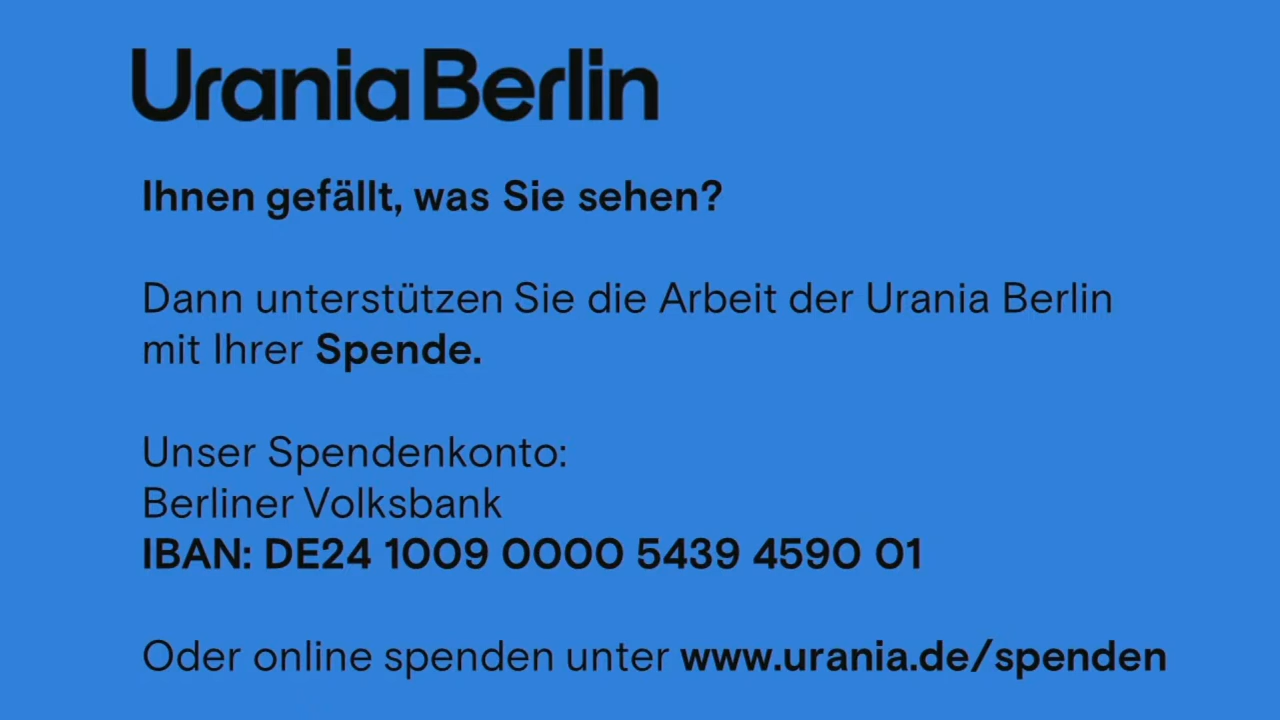 Urania Berlin
Ihnen gefällt, was Sie sehen?
Dann unterstützen Sie die Arbeit der Urania Berlin
mit Ihrer Spende.
Unser Spendenkonto:
Berliner Volksbank
IBAN: DE24 1009 0000 5439 4590 01
Oder online spenden unter www.urania.de/spenden